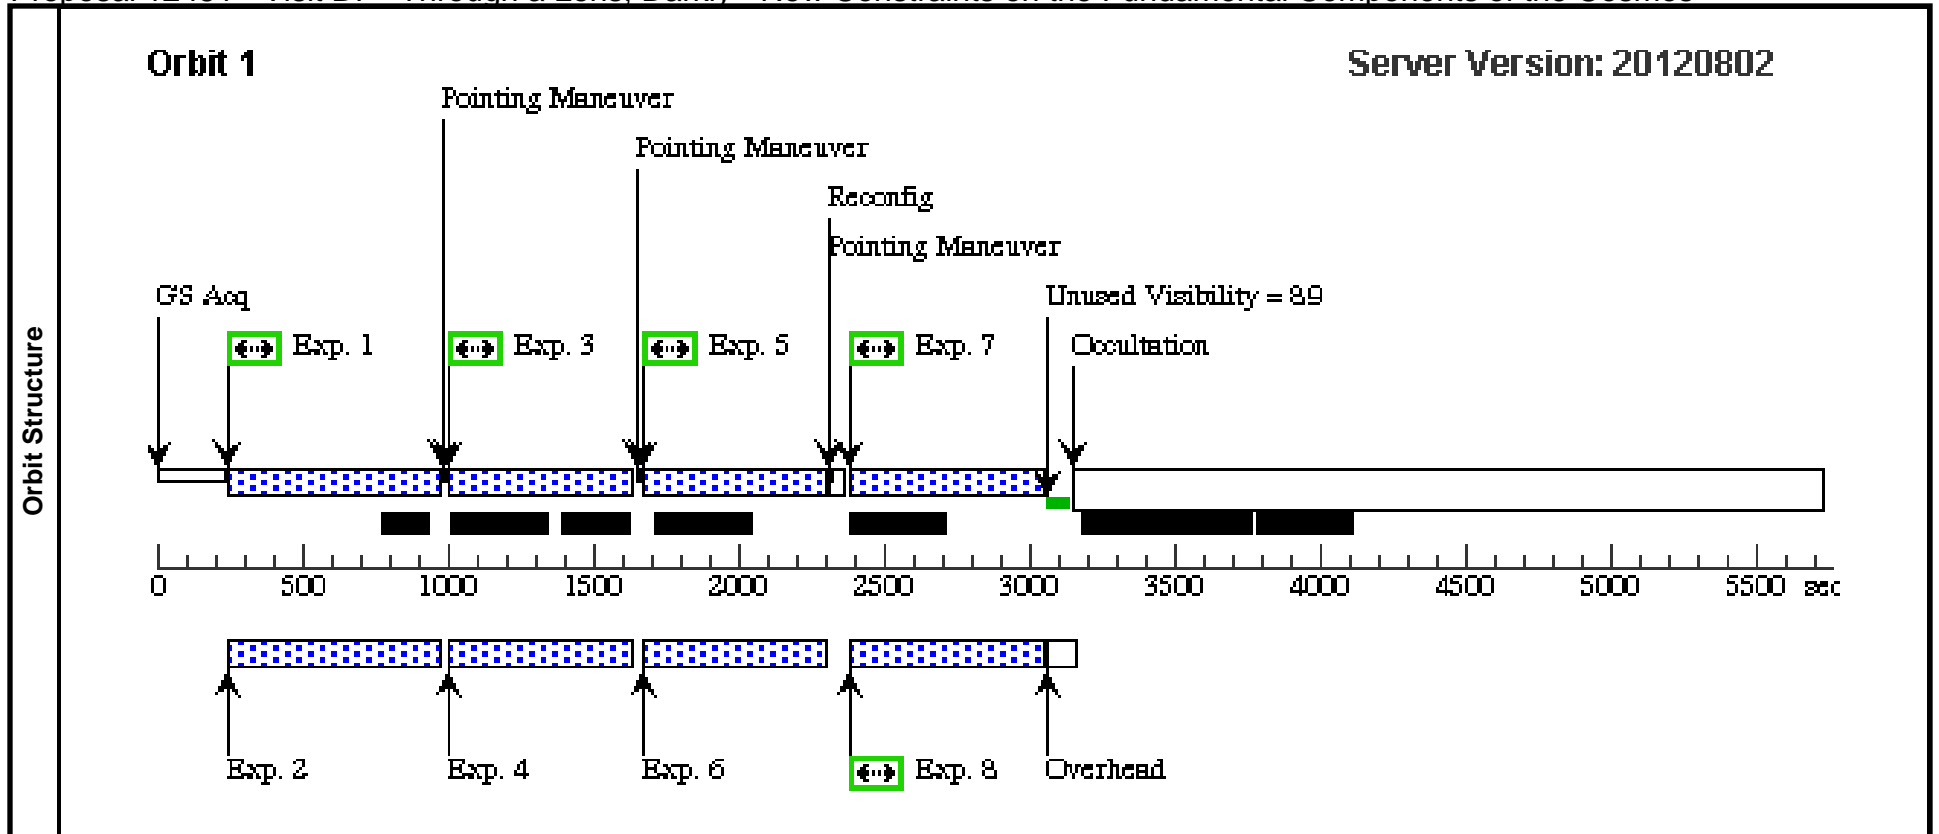 Orbit 1
Server Version: 20120802
Pointing Maneuver
Pointing Maneuver
Reconfig
Pointing Maneuver
GS Acq
Unused Visibility = 89
Exp. 1
Exp. 3
Exp. 5
Exp. 7
Occultation
Orbit Structure
0 500 1000 1500 2000 2500 3000 3500 4000 4500 5000 5500 sec
Exp. 2
Exp. 4
Exp. 6
Exp. 8
Overhead